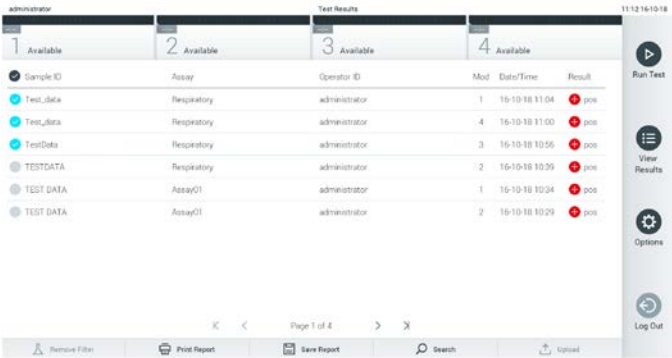 administrator Test Results 11:12 16-10-18
1 Available 2 Available 3 Available 4 Available
Run Test
Sample ID Assay Operator ID Mod Date/Time Result
Test_data Respiratory administrator 1 16-10-18 11:04 pos
Test_data Respiratory administrator 4 16-10-18 11:00 pos
TestData Respiratory administrator 3 16-10-18 10:56 pos
TESTDATA Respiratory administrator 2 16-10-18 10:39 pos
TEST DATA Assay01 administrator 1 16-10-18 10:34 pos
TEST DATA Assay01 administrator 2 16-10-18 10:29 pos
View
Results
Options
Log Out
Page 1 of 4
Remove Filter Print Report Save Report Search Upload